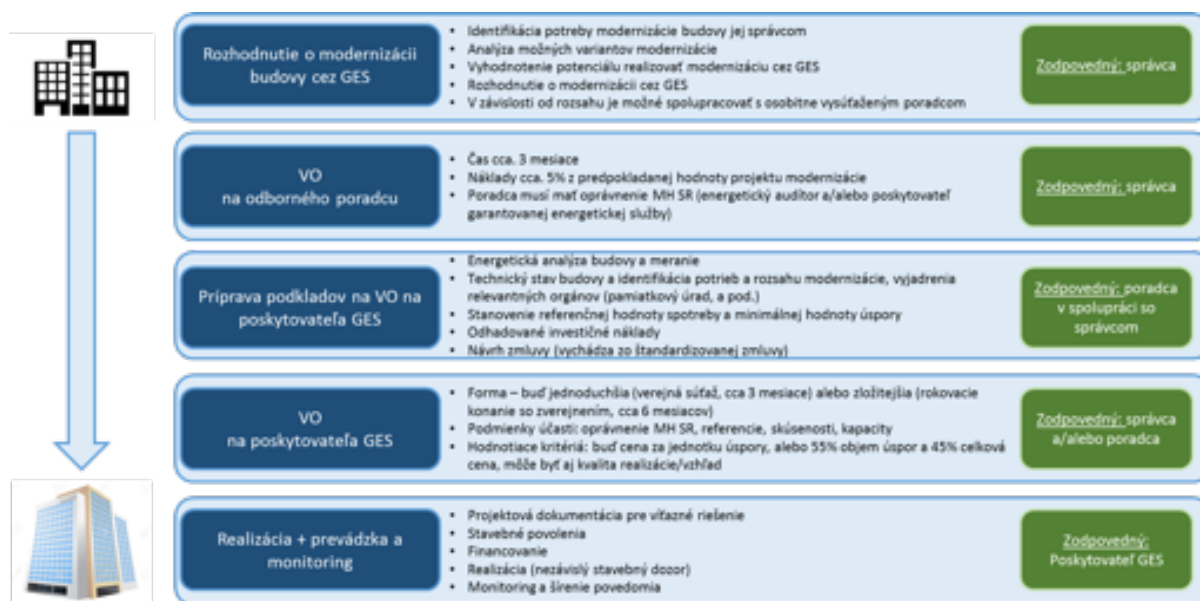 Rozhodnutie o modernizácii
budovy cez GES
• Identifikácia potreby modernizácie budovy jej správcom
• Analýza možných variantov modernizácie
• Vyhodnotenie potenciálu realizovať modernizáciu cez GES
• Rozhodnutie o modernizácii cez GES
• V závislosti od rozsahu je možné spolupracovať s osobitne vysúťaženým poradcom
Zodpovedný: správca
VO
na odborného poradcu
• Čas cca. 3 mesiace
• Náklady cca. 5% z predpokladanej hodnoty projektu modernizácie
• Poradca musí mať oprávnenie MH SR (energetický audítor a/alebo poskytovateľ
garantovanej energetickej služby)
Zodpovedný: správca
Príprava podkladov na VO na
poskytovateľa GES
• Energetická analýza budovy a meranie
• Technický stav budovy a identifikácia potrieb a rozsahu modernizácie, vyjadrenia
relevantných orgánov (pamiatkový úrad, a pod.)
• Stanovenie referenčnej hodnoty spotreby a minimálnej hodnoty úspory
• Odhadované investičné náklady
• Návrh zmluvy (vychádza zo štandardizovanej zmluvy)
Zodpovedný: poradca
v spolupráci so
správcom
VO
na poskytovateľa GES
• Forma – buď jednoduchšia (verejná súťaž, cca 3 mesiace) alebo zložitejšia (rokovacie
konanie so zverejnením, cca 6 mesiacov)
• Podmienky účasti: oprávnenie MH SR, referencie, skúsenosti, kapacity
• Hodnotiace kritériá: buď cena za jednotku úspory, alebo 55% objem úspor a 45% celková
cena, môže byť aj kvalita realizácie/vzhľad
Zodpovedný: správca
a/alebo poradca
Realizácia + prevádzka a
monitoring
• Projektová dokumentácia pre víťazné riešenie
• Stavebné povolenia
• Financovanie
• Realizácia (nezávislý stavebný dozor)
• Monitoring a šírenie povedomia
Zodpovedný:
Poskytovateľ GES